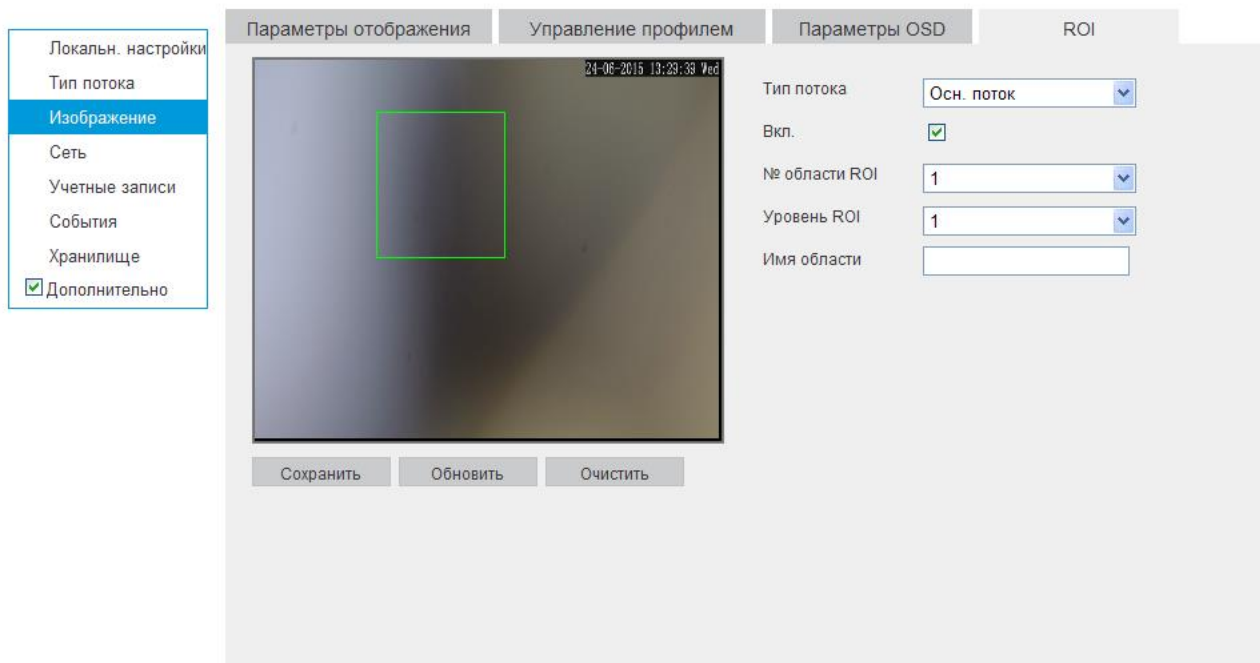 Параметры отображения
Управление профилем
Параметры OSD
ROI
Локальн. настройки
Тип потока
Изображение
Сеть
Учетные записи
События
Хранилище
Дополнительно
24-06-2015 13:29:39 Wed
Тип потока
Осн. поток
Вкл.
№ области ROI
1
Уровень ROI
1
Имя области
Сохранить
Обновить
Очистить